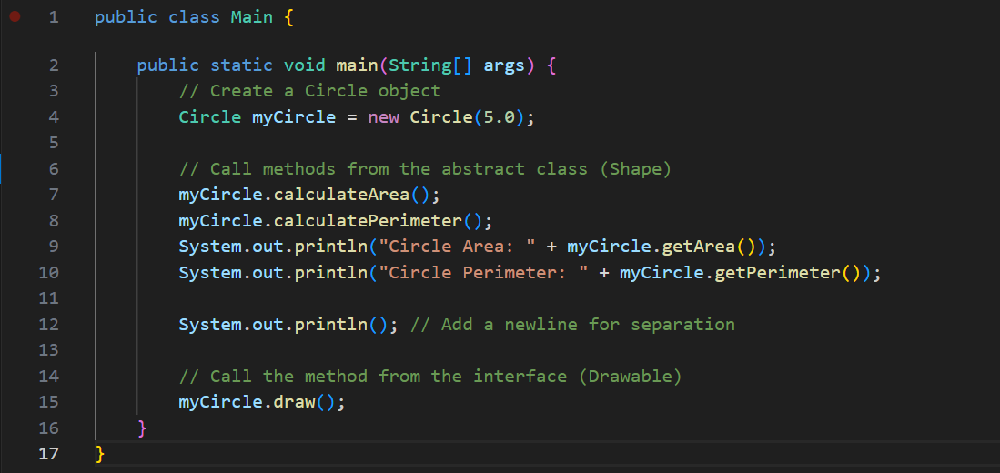 1 public class Main {
2 public static void main(String[] args) {
3 // Create a Circle object
4 Circle myCircle = new Circle(5.0);
5
6 // Call methods from the abstract class (Shape)
7 myCircle.calculateArea();
8 myCircle.calculatePerimeter();
9 System.out.println("Circle Area: " + myCircle.getArea());
10 System.out.println("Circle Perimeter: " + myCircle.getPerimeter());
11
12 System.out.println(); // Add a newline for separation
13
14 // Call the method from the interface (Drawable)
15 myCircle.draw();
16 }
17 }